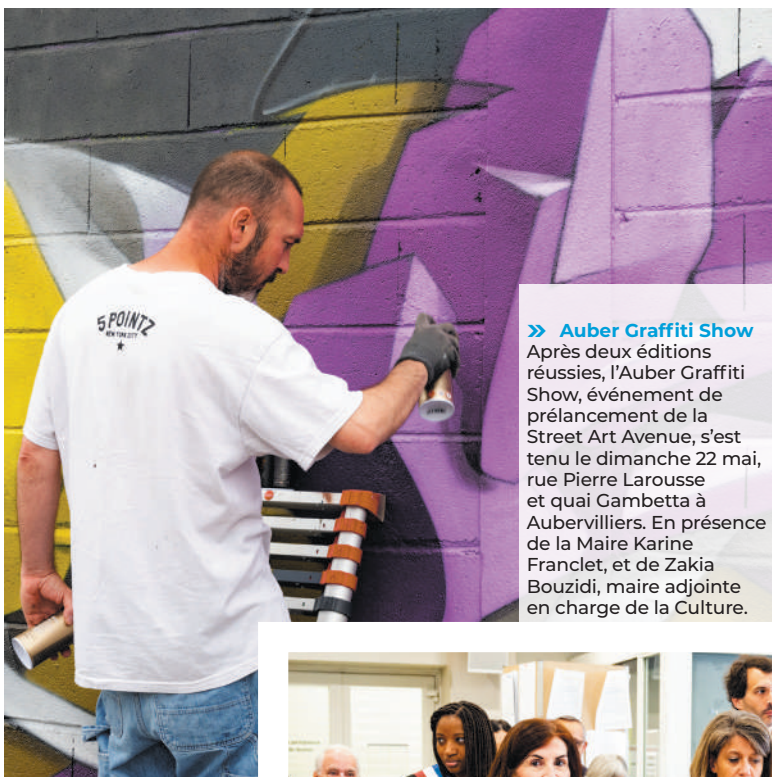 5 POINTZ
NEW YORK CITY
» Auber Graffiti Show
Après deux éditions
réussies, l’Auber Graffiti
Show, événement de
prélancement de la
Street Art Avenue, s’est
tenu le dimanche 22 mai,
rue Pierre Larousse
et quai Gambetta à
Aubervilliers. En présence
de la Maire Karine
Franclet, et de Zakia
Bouzidi, maire adjointe
en charge de la Culture.